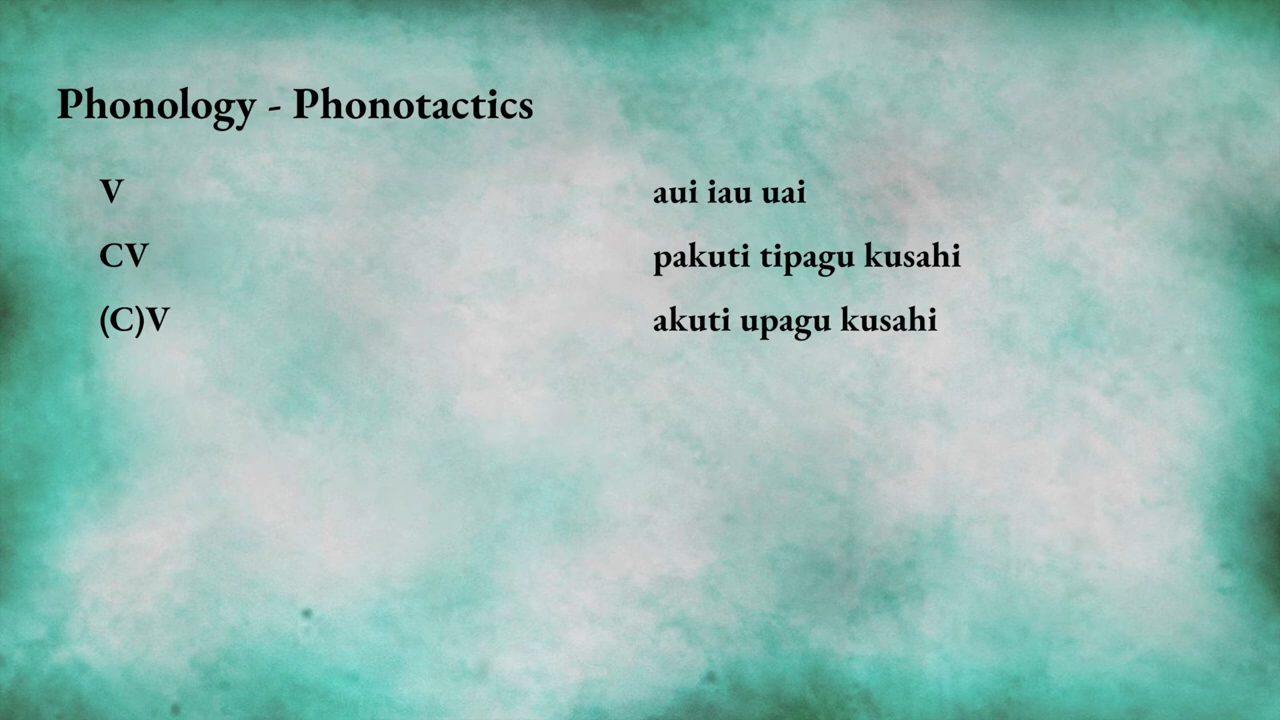 Phonology - Phonotactics
V aui iau uai
CV pakuti tipagu kusahi
(C)V akuti upagu kusahi